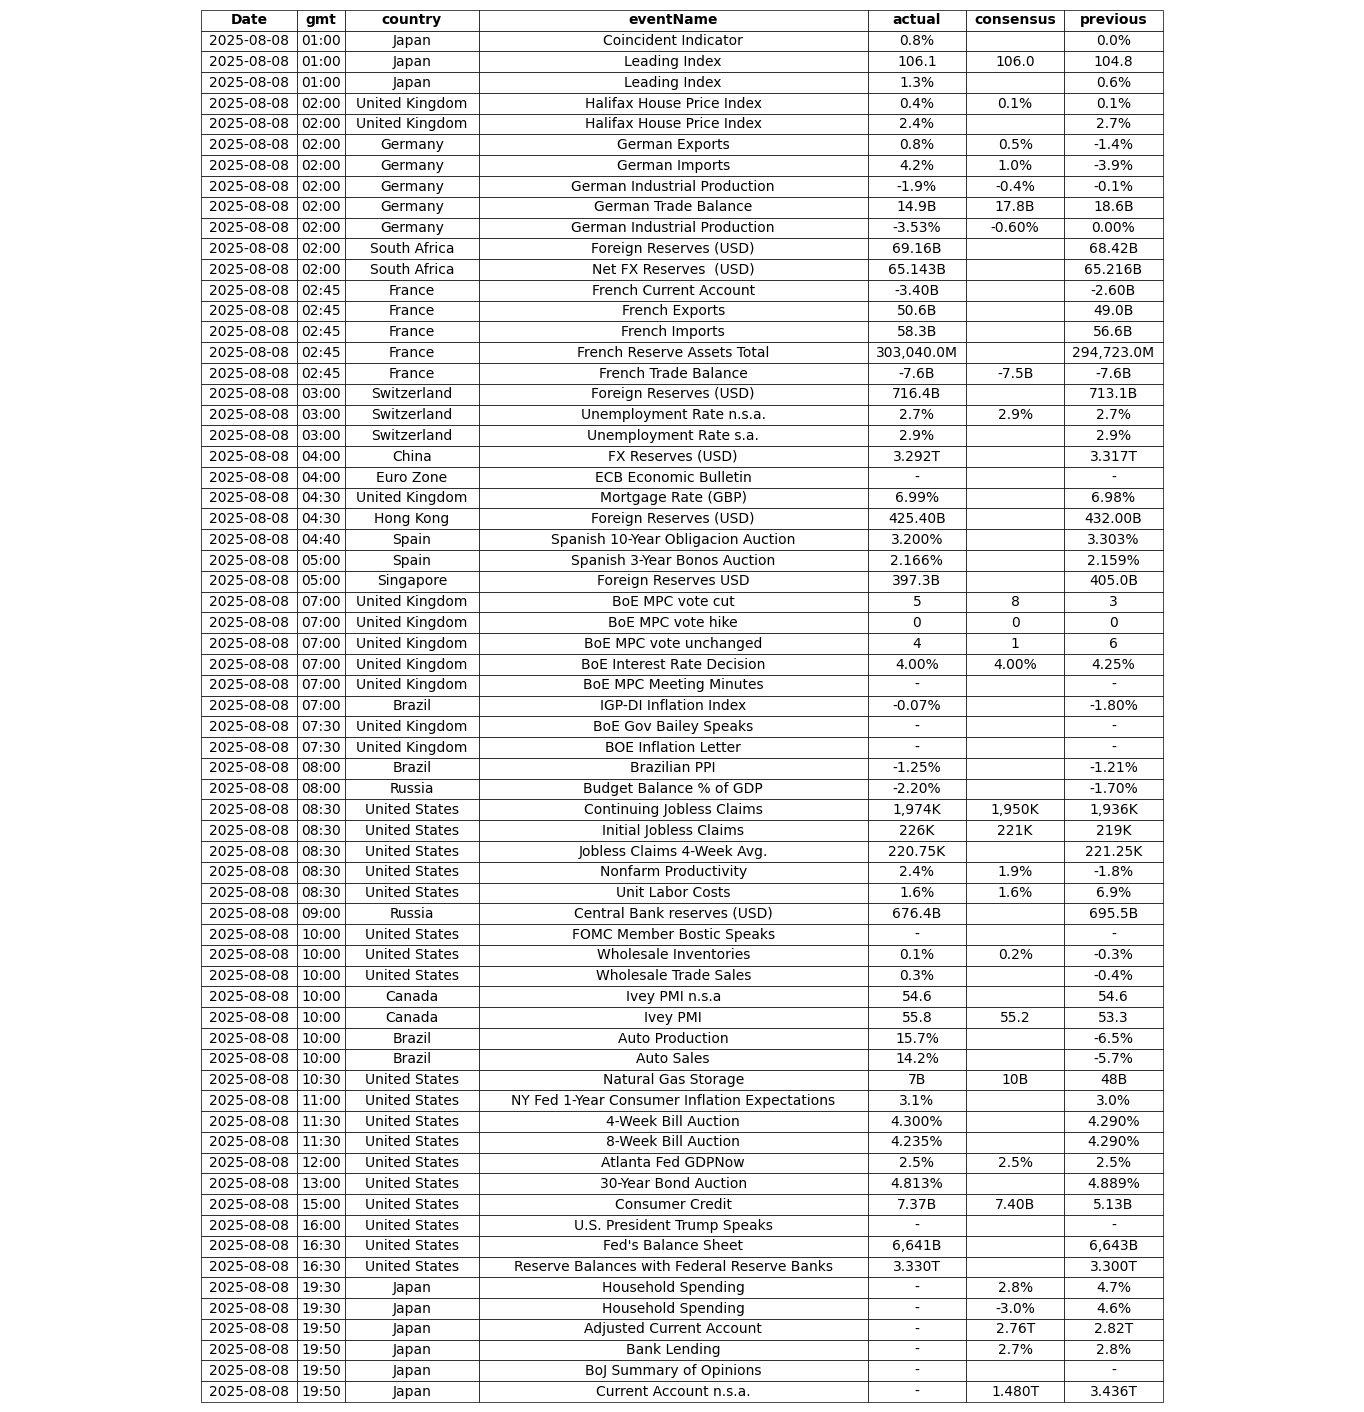 Date gmt country eventName actual consensus previous
2025-08-08 01:00 Japan Coincident Indicator 0.8% 0.0%
2025-08-08 01:00 Japan Leading Index 106.1 106.0 104.8
2025-08-08 01:00 Japan Leading Index 1.3% 0.6%
2025-08-08 02:00 United Kingdom Halifax House Price Index 0.4% 0.1% 0.1%
2025-08-08 02:00 United Kingdom Halifax House Price Index 2.4% 2.7%
2025-08-08 02:00 Germany German Exports 0.8% 0.5% -1.4%
2025-08-08 02:00 Germany German Imports 4.2% 1.0% -3.9%
2025-08-08 02:00 Germany German Industrial Production -1.9% -0.4% -0.1%
2025-08-08 02:00 Germany German Trade Balance 14.9B 17.8B 18.6B
2025-08-08 02:00 Germany German Industrial Production -3.53% -0.60% 0.00%
2025-08-08 02:00 South Africa Foreign Reserves (USD) 69.16B 68.42B
2025-08-08 02:00 South Africa Net FX Reserves (USD) 65.143B 65.216B
2025-08-08 02:45 France French Current Account -3.40B -2.60B
2025-08-08 02:45 France French Exports 50.6B 49.0B
2025-08-08 02:45 France French Imports 58.3B 56.6B
2025-08-08 02:45 France French Reserve Assets Total 303,040.0M 294,723.0M
2025-08-08 02:45 France French Trade Balance -7.6B -7.5B -7.6B
2025-08-08 03:00 Switzerland Foreign Reserves (USD) 716.4B 713.1B
2025-08-08 03:00 Switzerland Unemployment Rate n.s.a. 2.7% 2.9% 2.7%
2025-08-08 03:00 Switzerland Unemployment Rate s.a. 2.9% 2.9%
2025-08-08 04:00 China FX Reserves (USD) 3.292T 3.317T
2025-08-08 04:00 Euro Zone ECB Economic Bulletin - -
2025-08-08 04:30 United Kingdom Mortgage Rate (GBP) 6.99% 6.98%
2025-08-08 04:30 Hong Kong Foreign Reserves (USD) 425.40B 432.00B
2025-08-08 04:40 Spain Spanish 10-Year Obligacion Auction 3.200% 3.303%
2025-08-08 05:00 Spain Spanish 3-Year Bonos Auction 2.166% 2.159%
2025-08-08 05:00 Singapore Foreign Reserves USD 397.3B 405.0B
2025-08-08 07:00 United Kingdom BoE MPC vote cut 5 8 3
2025-08-08 07:00 United Kingdom BoE MPC vote hike 0 0 0
2025-08-08 07:00 United Kingdom BoE MPC vote unchanged 4 1 6
2025-08-08 07:00 United Kingdom BoE Interest Rate Decision 4.00% 4.00% 4.25%
2025-08-08 07:00 United Kingdom BoE MPC Meeting Minutes - -
2025-08-08 07:00 Brazil IGP-DI Inflation Index -0.07% -1.80%
2025-08-08 07:30 United Kingdom BoE Gov Bailey Speaks - -
2025-08-08 07:30 United Kingdom BOE Inflation Letter - -
2025-08-08 08:00 Brazil Brazilian PPI -1.25% -1.21%
2025-08-08 08:00 Russia Budget Balance % of GDP -2.20% -1.70%
2025-08-08 08:30 United States Continuing Jobless Claims 1,974K 1,950K 1,936K
2025-08-08 08:30 United States Initial Jobless Claims 226K 221K 219K
2025-08-08 08:30 United States Jobless Claims 4-Week Avg. 220.75K 221.25K
2025-08-08 08:30 United States Nonfarm Productivity 2.4% 1.9% -1.8%
2025-08-08 08:30 United States Unit Labor Costs 1.6% 1.6% 6.9%
2025-08-08 09:00 Russia Central Bank reserves (USD) 676.4B 695.5B
2025-08-08 10:00 United States FOMC Member Bostic Speaks - -
2025-08-08 10:00 United States Wholesale Inventories 0.1% 0.2% -0.3%
2025-08-08 10:00 United States Wholesale Trade Sales 0.3% -0.4%
2025-08-08 10:00 Canada Ivey PMI n.s.a 54.6 54.6
2025-08-08 10:00 Canada Ivey PMI 55.8 55.2 53.3
2025-08-08 10:00 Brazil Auto Production 15.7% -6.5%
2025-08-08 10:00 Brazil Auto Sales 14.2% -5.7%
2025-08-08 10:30 United States Natural Gas Storage 7B 10B 48B
2025-08-08 11:00 United States NY Fed 1-Year Consumer Inflation Expectations 3.1% 3.0%
2025-08-08 11:30 United States 4-Week Bill Auction 4.300% 4.290%
2025-08-08 11:30 United States 8-Week Bill Auction 4.235% 4.290%
2025-08-08 12:00 United States Atlanta Fed GDPNow 2.5% 2.5% 2.5%
2025-08-08 13:00 United States 30-Year Bond Auction 4.813% 4.889%
2025-08-08 15:00 United States Consumer Credit 7.37B 7.40B 5.13B
2025-08-08 16:00 United States U.S. President Trump Speaks - -
2025-08-08 16:30 United States Fed's Balance Sheet 6,641B 6,643B
2025-08-08 16:30 United States Reserve Balances with Federal Reserve Banks 3.330T 3.300T
2025-08-08 19:30 Japan Household Spending - 2.8% 4.7%
2025-08-08 19:30 Japan Household Spending - -3.0% 4.6%
2025-08-08 19:50 Japan Adjusted Current Account - 2.76T 2.82T
2025-08-08 19:50 Japan Bank Lending - 2.7% 2.8%
2025-08-08 19:50 Japan BoJ Summary of Opinions - -
2025-08-08 19:50 Japan Current Account n.s.a. - 1.480T 3.436T